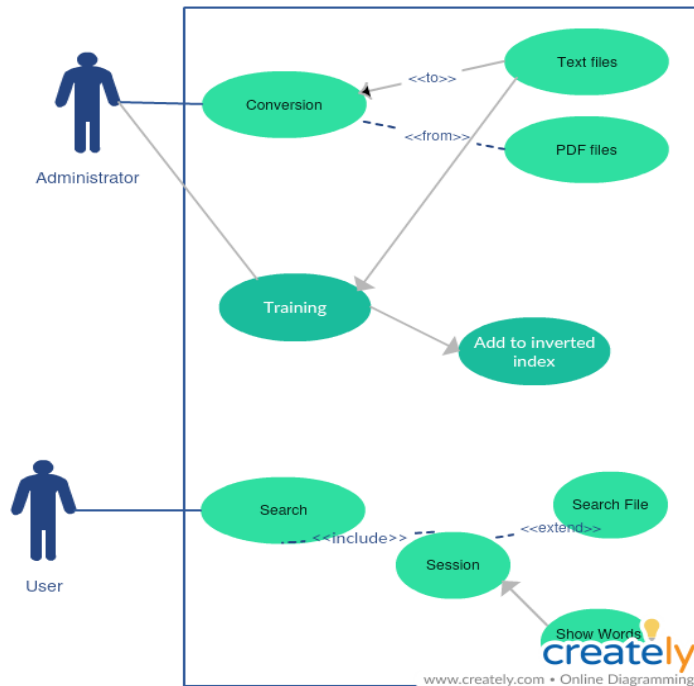 Text files
<<to>>
Conversion
<<from>>
PDF files
Administrator
Training
Add to inverted
index
Search File
Search
<<include>>
<<extend>>
Session
User
Show Words
creately
www.creately.com • Online Diagramming